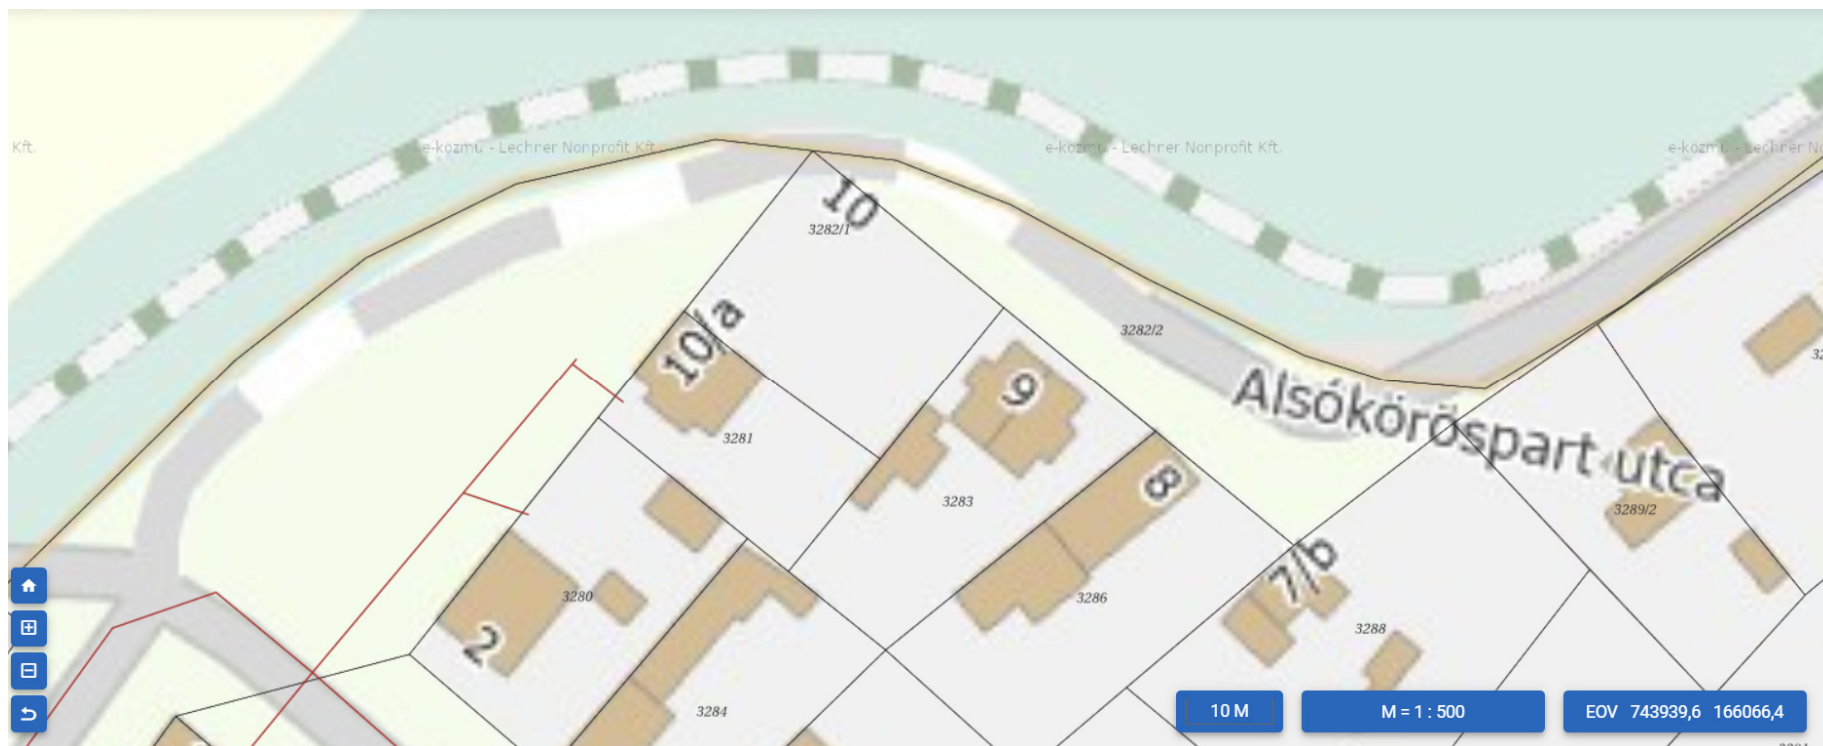 Kft.
e-közmű - Lechner Nonprofit Kft.
e-közmű - Lechner Nonprofit Kft.
e-közmű - Lechner No
10
3282/1
10/a
3282/2
9
Alsóköröspart utca
3281
8
3283
3289/2
7/b
3280
3286
2
3288
3284
10 M
M = 1 : 500
EOV 743939,6 166066,4